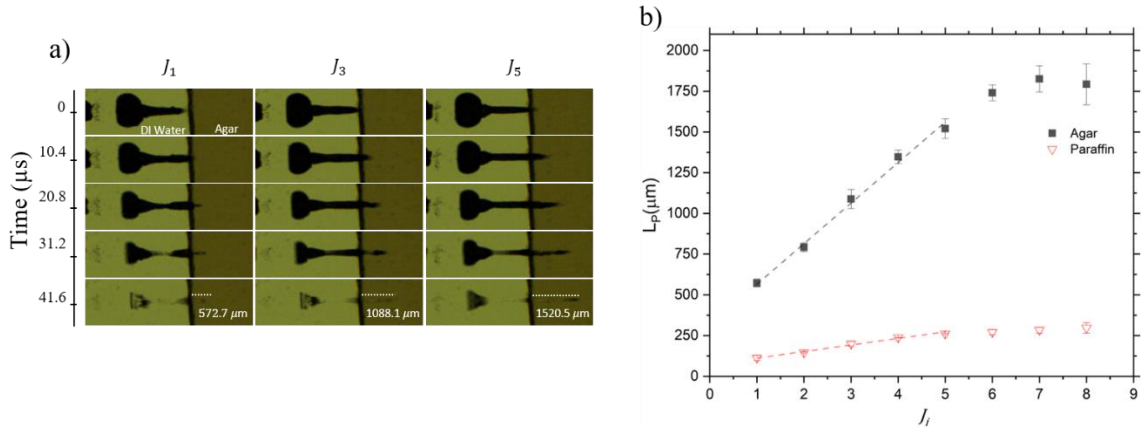 a)
J₁ J₃ J₅
Time (μs)
0
DI Water Agar
10.4
20.8
31.2
41.6
572.7 μm 1088.1 μm 1520.5 μm
b)
2000
1750
1500
1250
1000
750
500
250
0
Lₚ(μm)
Agar
Paraffin
0 1 2 3 4 5 6 7 8 9
Jᵢ